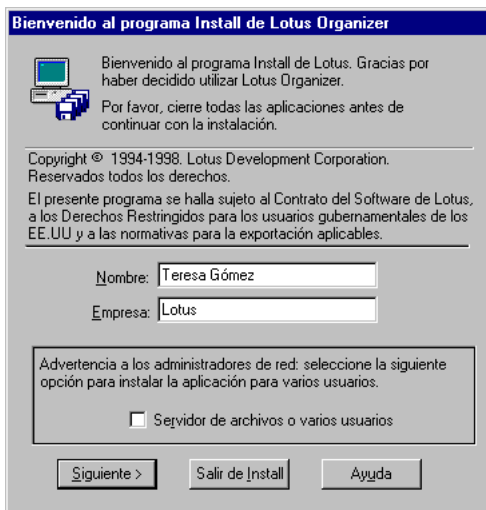 Bienvenido al programa Install de Lotus Organizer
Bienvenido al programa Install de Lotus. Gracias por
haber decidido utilizar Lotus Organizer.
Por favor, cierre todas las aplicaciones antes de
continuar con la instalación.
Copyright © 1994-1998. Lotus Development Corporation.
Reservados todos los derechos.
El presente programa se halla sujeto al Contrato del Software de Lotus,
a los Derechos Restringidos para los usuarios gubernamentales de los
EE.UU y a las normativas para la exportación aplicables.
Nombre: Teresa Gómez
Empresa: Lotus
Advertencia a los administradores de red: seleccione la siguiente
opción para instalar la aplicación para varios usuarios.
Servidor de archivos o varios usuarios
Siguiente > Salir de Install Ayuda